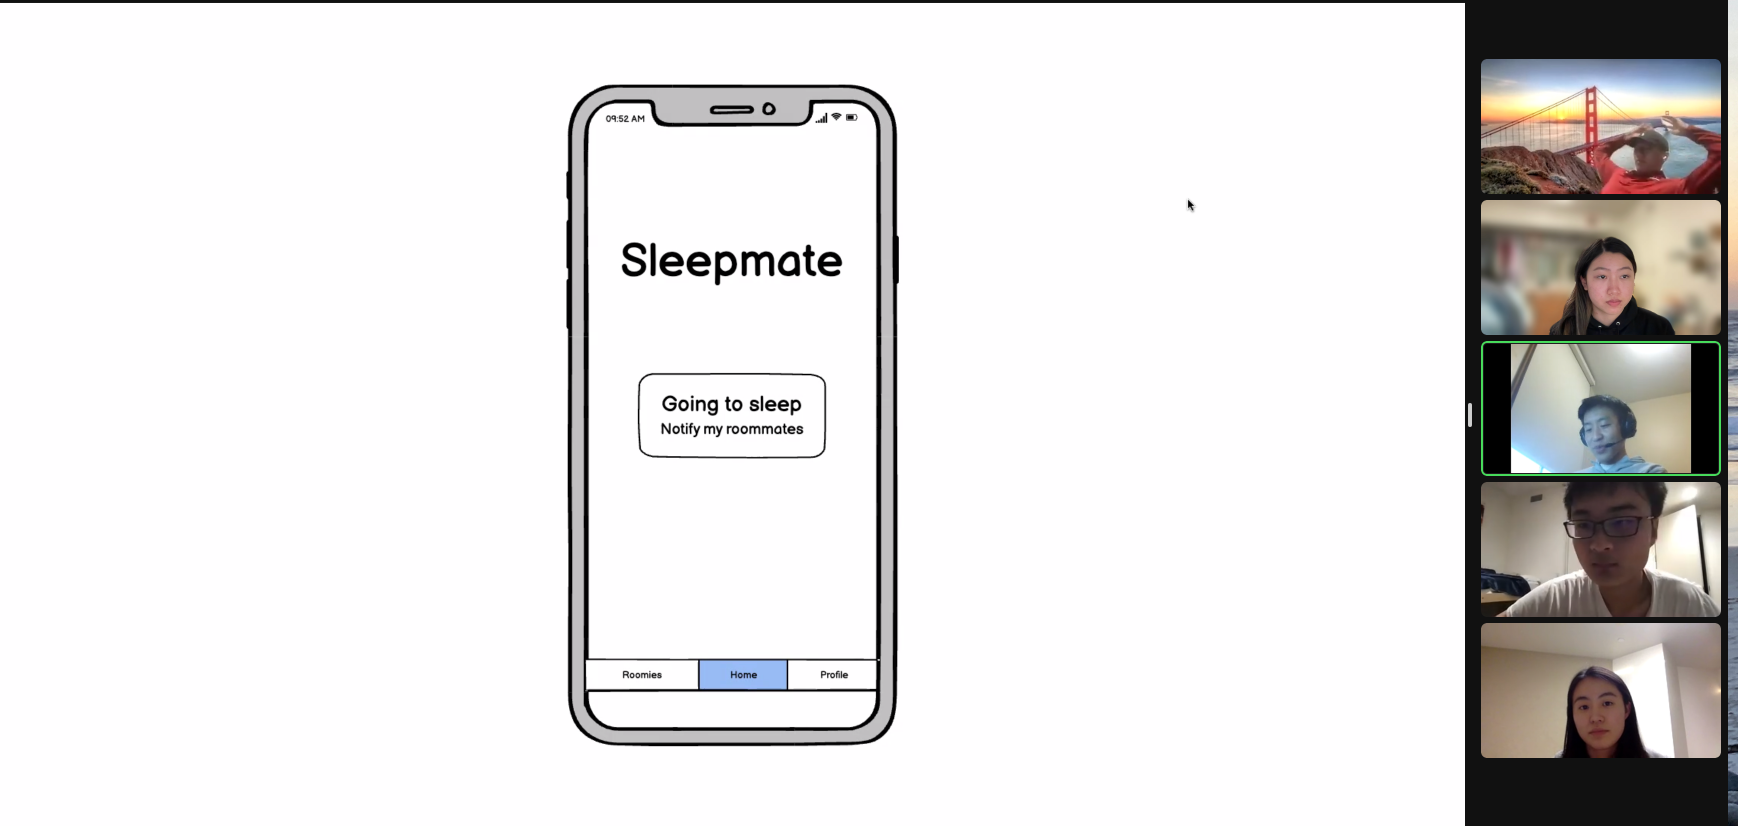 09:52 AM
Sleepmate
Going to sleep
Notify my roommates
Roomies
Home
Profile